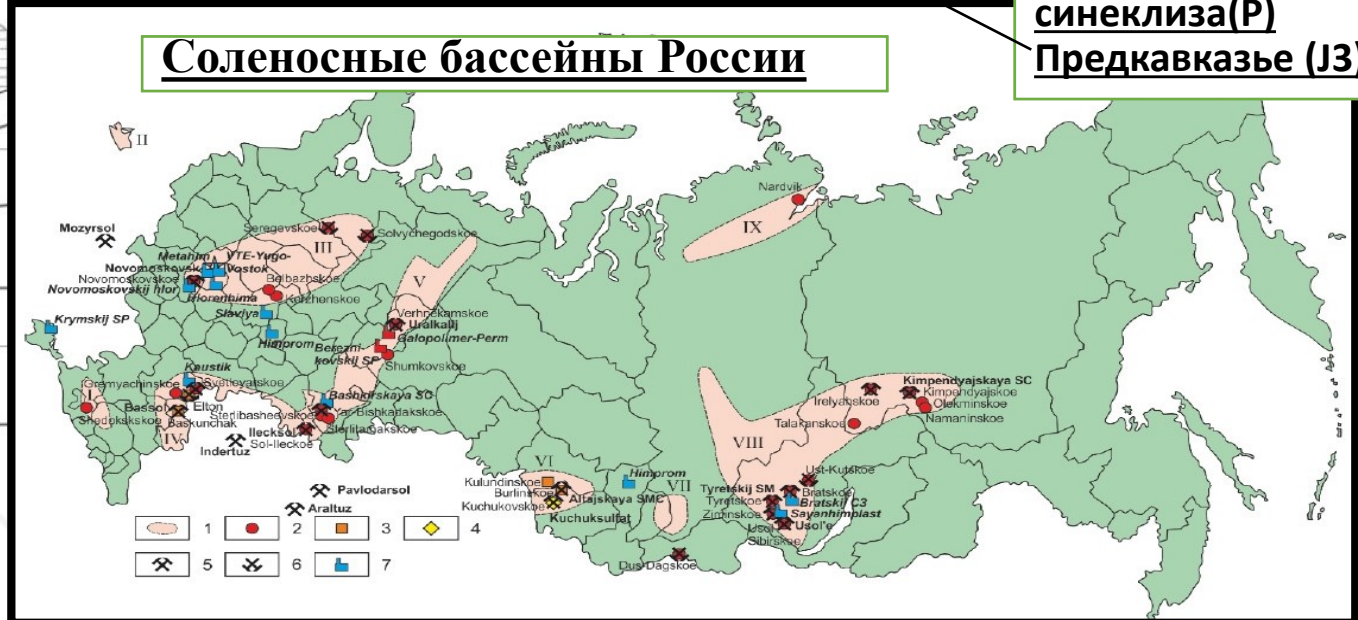 синеклиза(P)
Предкавказье (J3)
Соленосные бассейны России
II
Nardvik
IX
Mozyrsol
Seregevskoe
III
Solvychegodskoe
Metahim
VTE-Yugo-
Vostok
Novomoskovskoe
Novomoskovskij hlor
Belbazhskoe
Korzhenskoe
V
Slaviya
Himprom
Krymskij SP
Verhnekamskoe
Uralkalij
Galopolimer-Perm
Berezni-
kovskij SP
Shumkovskoe
Kaustik
Gremyachinskoe
Svetloyarskoe
I
Bassol
Elton
Baskunchak
IV
Bashkirskaya SC
Sterlibasheevskoe
Yar-Bishkadakskoe
Sterlitamakskoe
Ilecksol
Sol-Ileckoe
Indertuz
Kimpendyajskaya SC
Irelyahskoe
Kimpendyajskoe
Olekminskoe
Namaninskoe
Talakanskoe
VIII
VI
Kulundinskoe
Burlinskoe
Altajskaya SMC
Kuchukovskoe
Kuchuksulfat
Himprom
VII
Ust-Kutskoe
Tyretskij SM
Bratskoe
Tyretskoe
Bratskij C3
Ziminskoe
Sayanhimplast
Usol'e
Sibirskoe
Pavlodarsol
Araltuz
Dus-Dagskoe
1
2
3
4
5
6
7